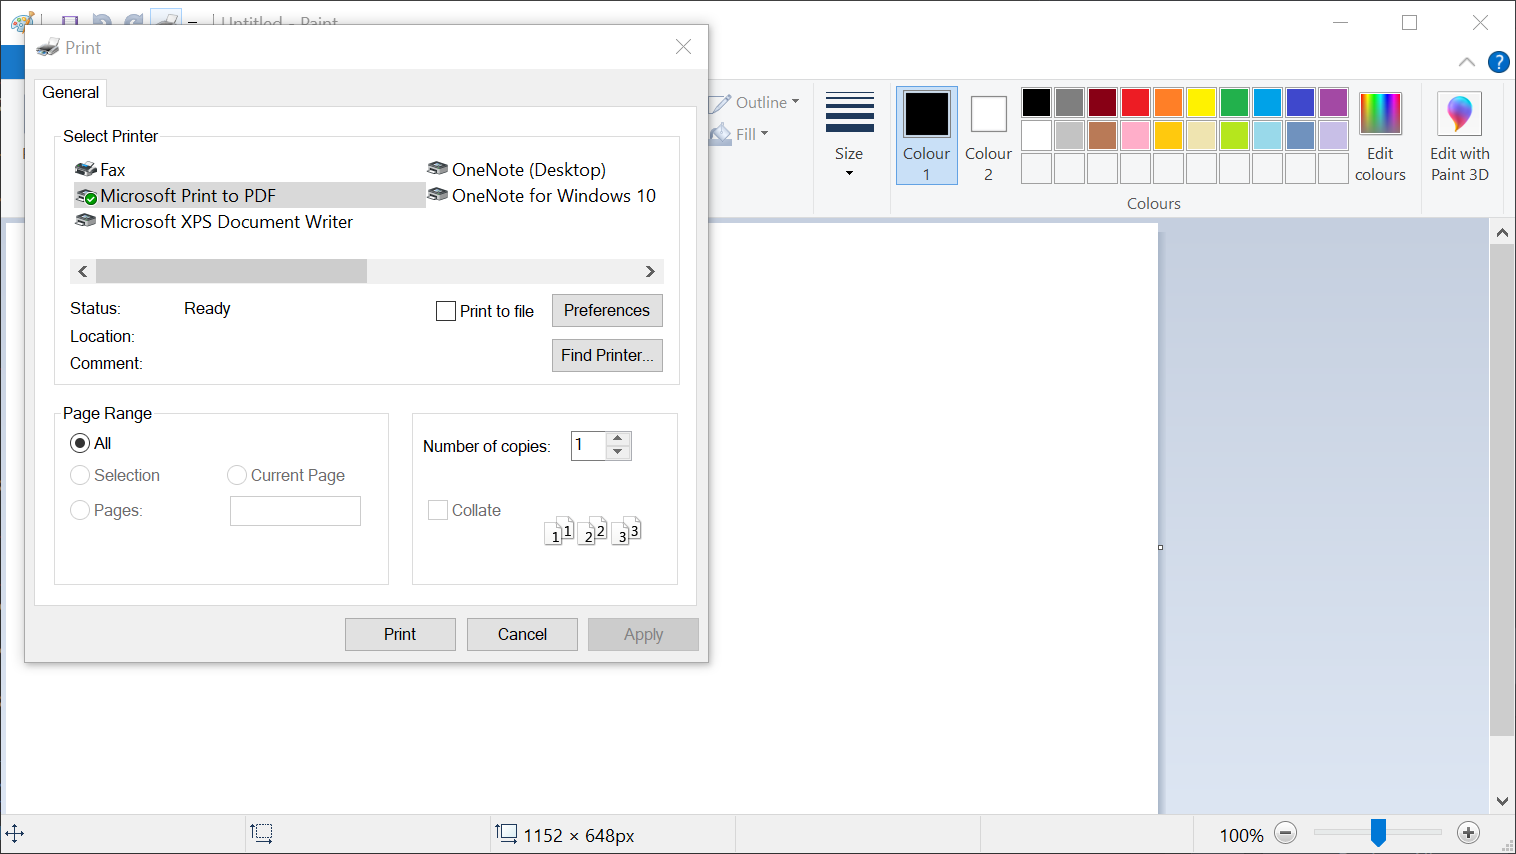 Untitled - Paint
Print
General
Select Printer
Fax
OneNote (Desktop)
Microsoft Print to PDF
OneNote for Windows 10
Microsoft XPS Document Writer
Status: Ready
Print to file
Preferences
Location:
Find Printer...
Comment:
Page Range
All
Selection
Current Page
Pages:
Number of copies: 1
Collate
1 1 2 2 3 3
Print
Cancel
Apply
Outline
Fill
Size
Colour
1
Colour
2
Edit
colours
Edit with
Paint 3D
Colours
?
1152 × 648px
100%